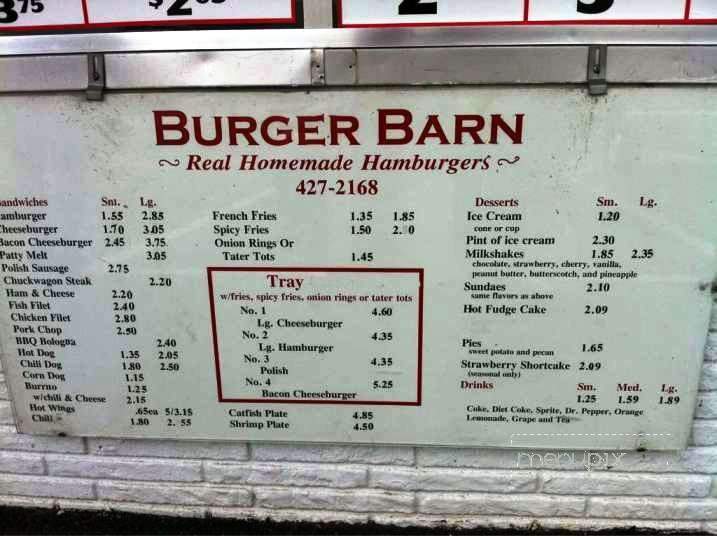 Burger Barn
~ Real Homemade Hamburgers ~
427-2168
Sm. Lg.
1.55 2.85
1.70 3.05
Bacon Cheeseburger 2.45 3.75
Patty Melt 3.05
Polish Sausage 2.75
Chuckwagon Steak 2.20
Ham & Cheese 2.20
Fish Filet 2.40
Chicken Filet 2.80
Pork Chop 2.50
BBQ Bologna 2.40
Hot Dog 1.35 2.05
Chili Dog 1.80 2.50
Corn Dog 1.15
1.25
w/chili & Cheese 2.15
Hot Wings .65ea 5/3.15
Chili 1.80 2.55
French Fries 1.35 1.85
Spicy Fries 1.50
Onion Rings Or
Tater Tots 1.45
Tray
w/fries, spicy fries, onion rings or tater tots
No. 1 4.60
Lg. Cheeseburger
No. 2 4.35
Lg. Hamburger
No. 3 4.35
Polish
No. 4 5.25
Bacon Cheeseburger
Catfish Plate 4.85
Shrimp Plate 4.50
Desserts Sm. Lg.
Ice Cream 1.20
cone or cup
Pint of ice cream 2.30
Milkshakes 1.85 2.35
chocolate, strawberry, cherry, vanilla,
peanut butter, butterscotch, and pineapple
Sundaes 2.10
same flavors as above
Hot Fudge Cake 2.09
Pies 1.65
sweet potato and pecan
Strawberry Shortcake 2.09
(seasonal only)
Drinks Sm. Med. Lg.
1.25 1.59 1.89
Coke, Diet Coke, Sprite, Dr. Pepper, Orange
Lemonade, Grape and Tea
menupix